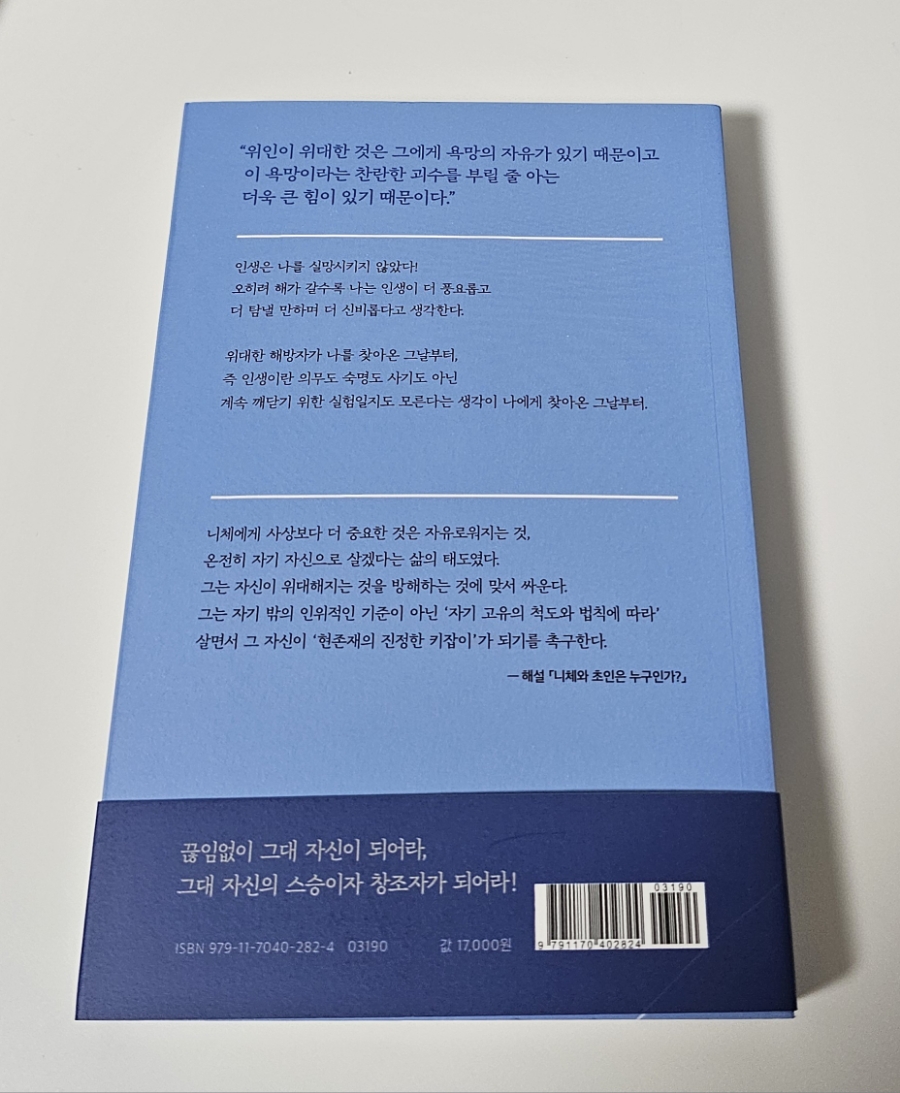 “위인이 위대한 것은 그에게 욕망의 자유가 있기 때문이고
이 욕망이라는 찬란한 괴수를 부릴 줄 아는
더욱 큰 힘이 있기 때문이다.”
인생은 나를 실망시키지 않았다!
오히려 해가 갈수록 나는 인생이 더 풍요롭고
더 탐낼 만하며 더 신비롭다고 생각한다.
위대한 해방자가 나를 찾아온 그날부터,
즉 인생이란 의무도 숙명도 사기도 아닌
계속 깨닫기 위한 실험일지도 모른다는 생각이 나에게 찾아온 그날부터.
니체에게 사상보다 더 중요한 것은 자유로워지는 것,
온전히 자기 자신으로 살겠다는 삶의 태도였다.
그는 자신이 위대해지는 것을 방해하는 것에 맞서 싸운다.
그는 자기 밖의 인위적인 기준이 아닌 ‘자기 고유의 척도와 법칙에 따라’
살면서 그 자신이 ‘현존재의 진정한 키잡이’가 되기를 촉구한다.
— 해설 「니체와 초인은 누구인가?」
끊임없이 그대 자신이 되어라,
그대 자신의 스승이자 창조자가 되어라!
03190
ISBN 979-11-7040-282-4 03190 값 17,000원
9 791170 402824